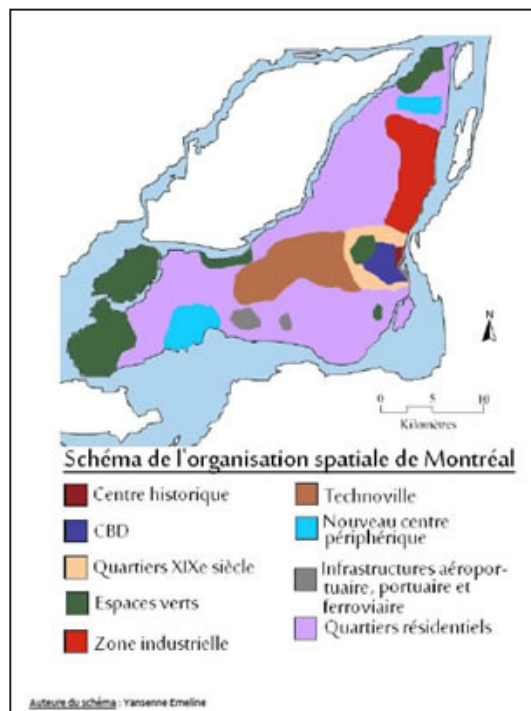 N
0 5 10
Kilomètres
Schéma de l'organisation spatiale de Montréal
Centre historique
CBD
Quartiers XIXe siècle
Espaces verts
Zone industrielle
Technoville
Nouveau centre
périphérique
Infrastructures aéropor-
tuaire, portuaire et
ferroviaire
Quartiers résidentiels
Auteure du schéma : Yansenne Emeline